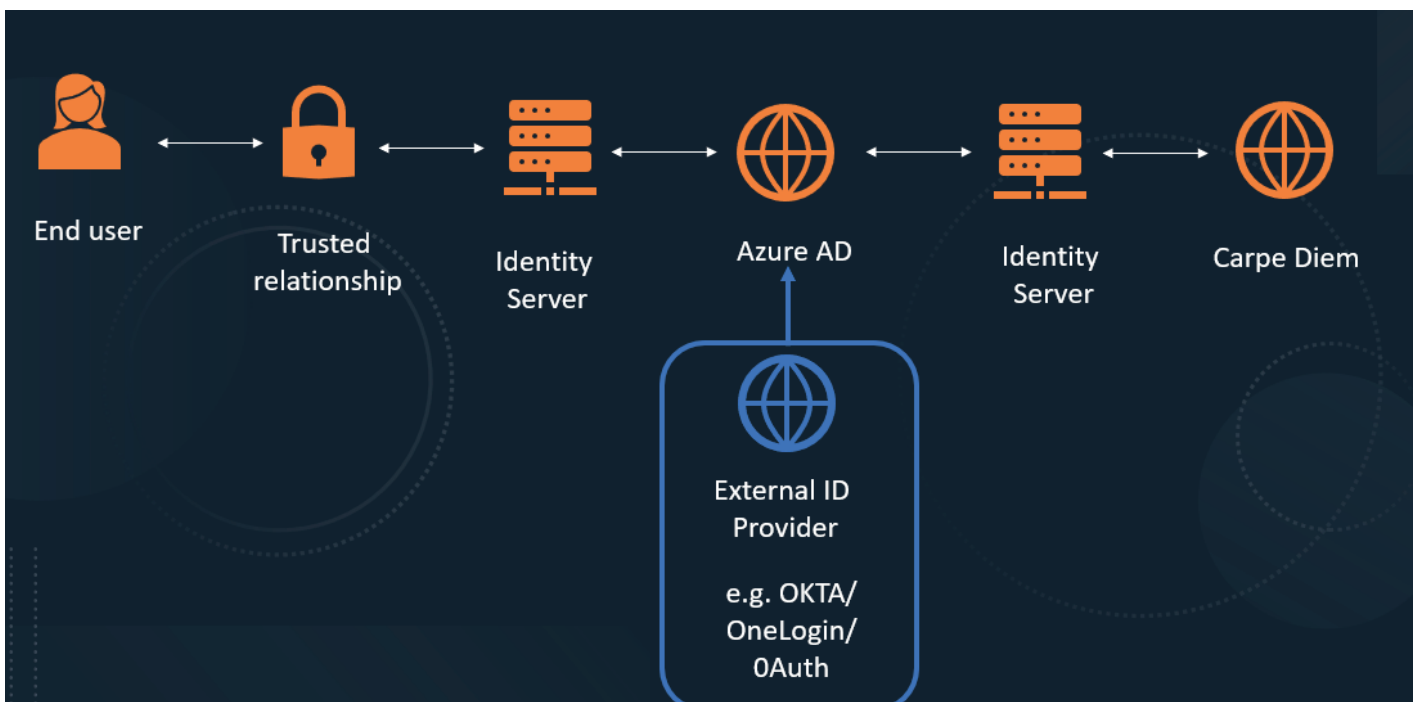 End user
Trusted
relationship
Identity
Server
Azure AD
Identity
Server
Carpe Diem
External ID
Provider
e.g. OKTA/
OneLogin/
0Auth